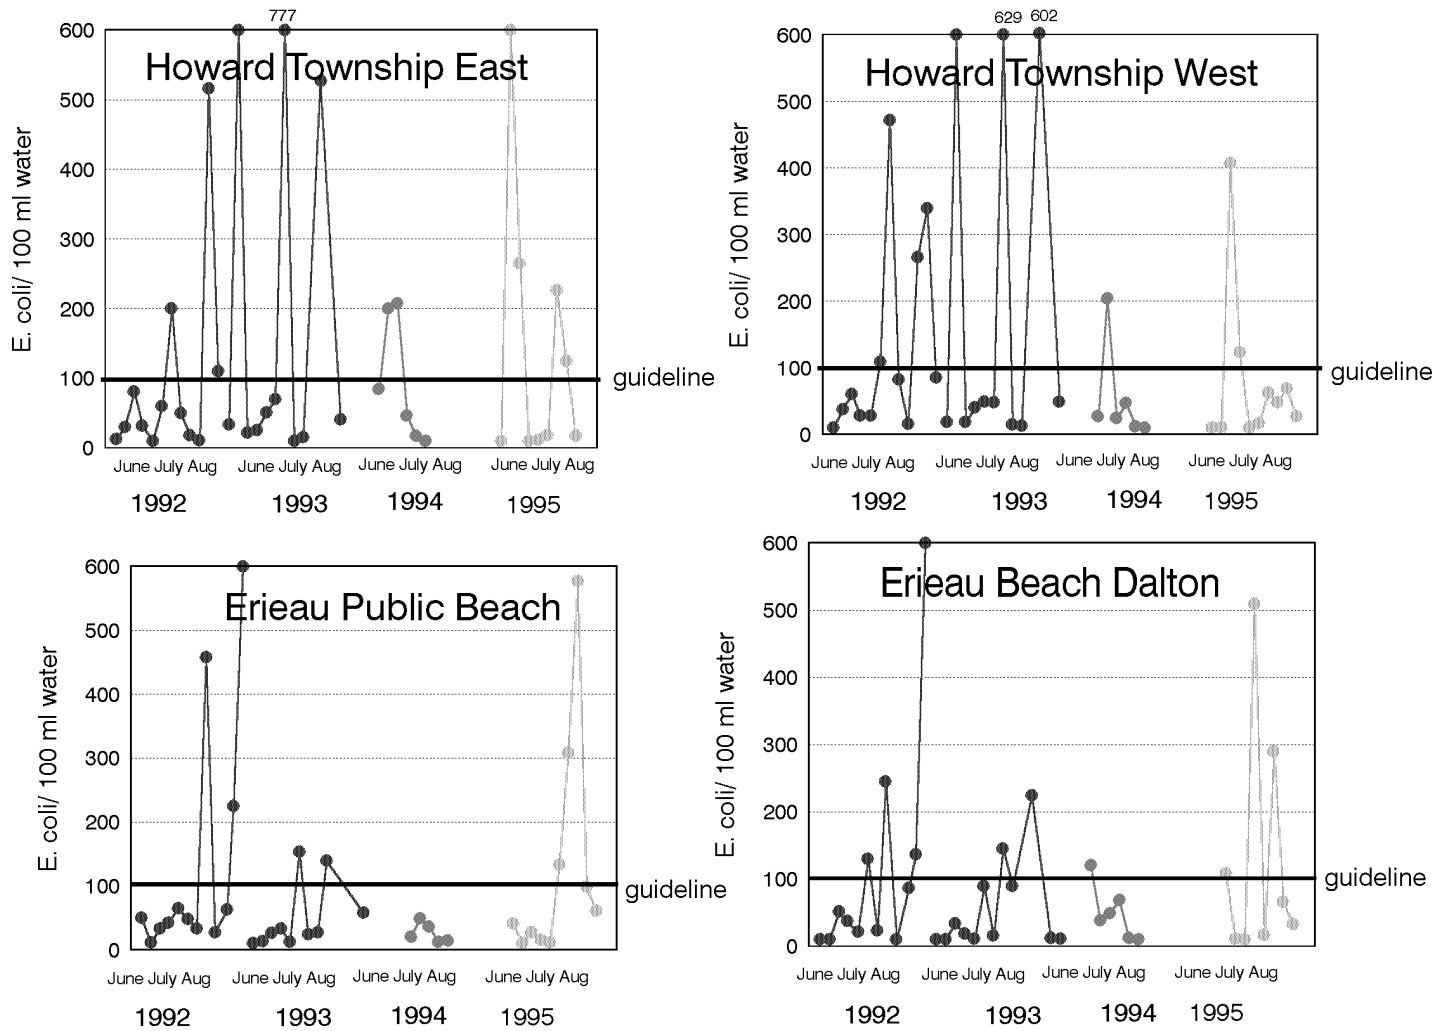 777
600
Howard Township East
500
400
300
200
100
0
E. coli/ 100 ml water
guideline
June July Aug June July Aug June July Aug June July Aug
1992 1993 1994 1995
629 602
600
Howard Township West
500
400
300
200
100
0
E. coli/ 100 ml water
guideline
June July Aug June July Aug June July Aug June July Aug
1992 1993 1994 1995
600
Erieau Public Beach
500
400
300
200
100
0
E. coli/ 100 ml water
guideline
June July Aug June July Aug June July Aug June July Aug
1992 1993 1994 1995
600
Erieau Beach Dalton
500
400
300
200
100
0
E. coli/ 100 ml water
guideline
June July Aug June July Aug June July Aug June July Aug
1992 1993 1994 1995